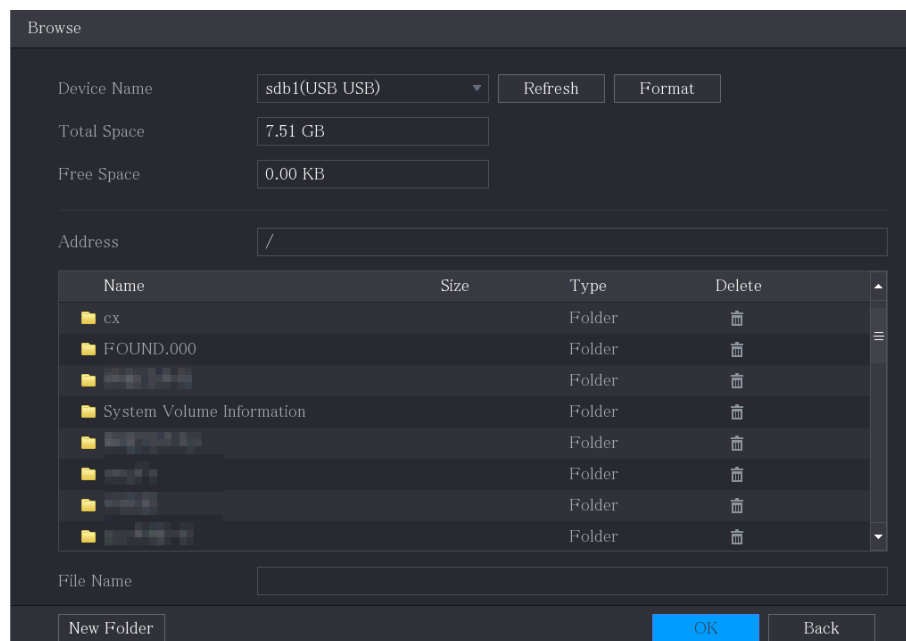 Browse
Device Name sdb1(USB USB) Refresh Format
Total Space 7.51 GB
Free Space 0.00 KB
Address /
Name Size Type Delete
cx Folder
FOUND.000 Folder
Folder
System Volume Information Folder
Folder
Folder
Folder
Folder
File Name
New Folder OK Back